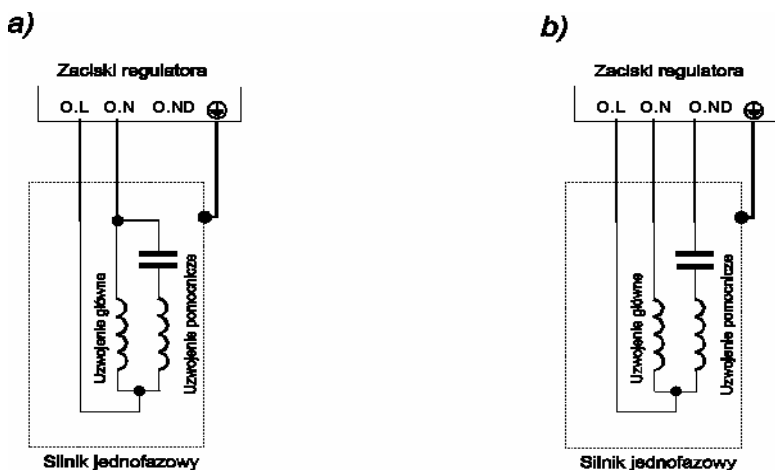 a)
Zaciski regulatora
O.L O.N O.ND
Uzwojenie główne
Uzwojenie pomocnicze
Silnik jednofazowy
b)
Zaciski regulatora
O.L O.N O.ND
Uzwojenie główne
Uzwojenie pomocnicze
Silnik jednofazowy